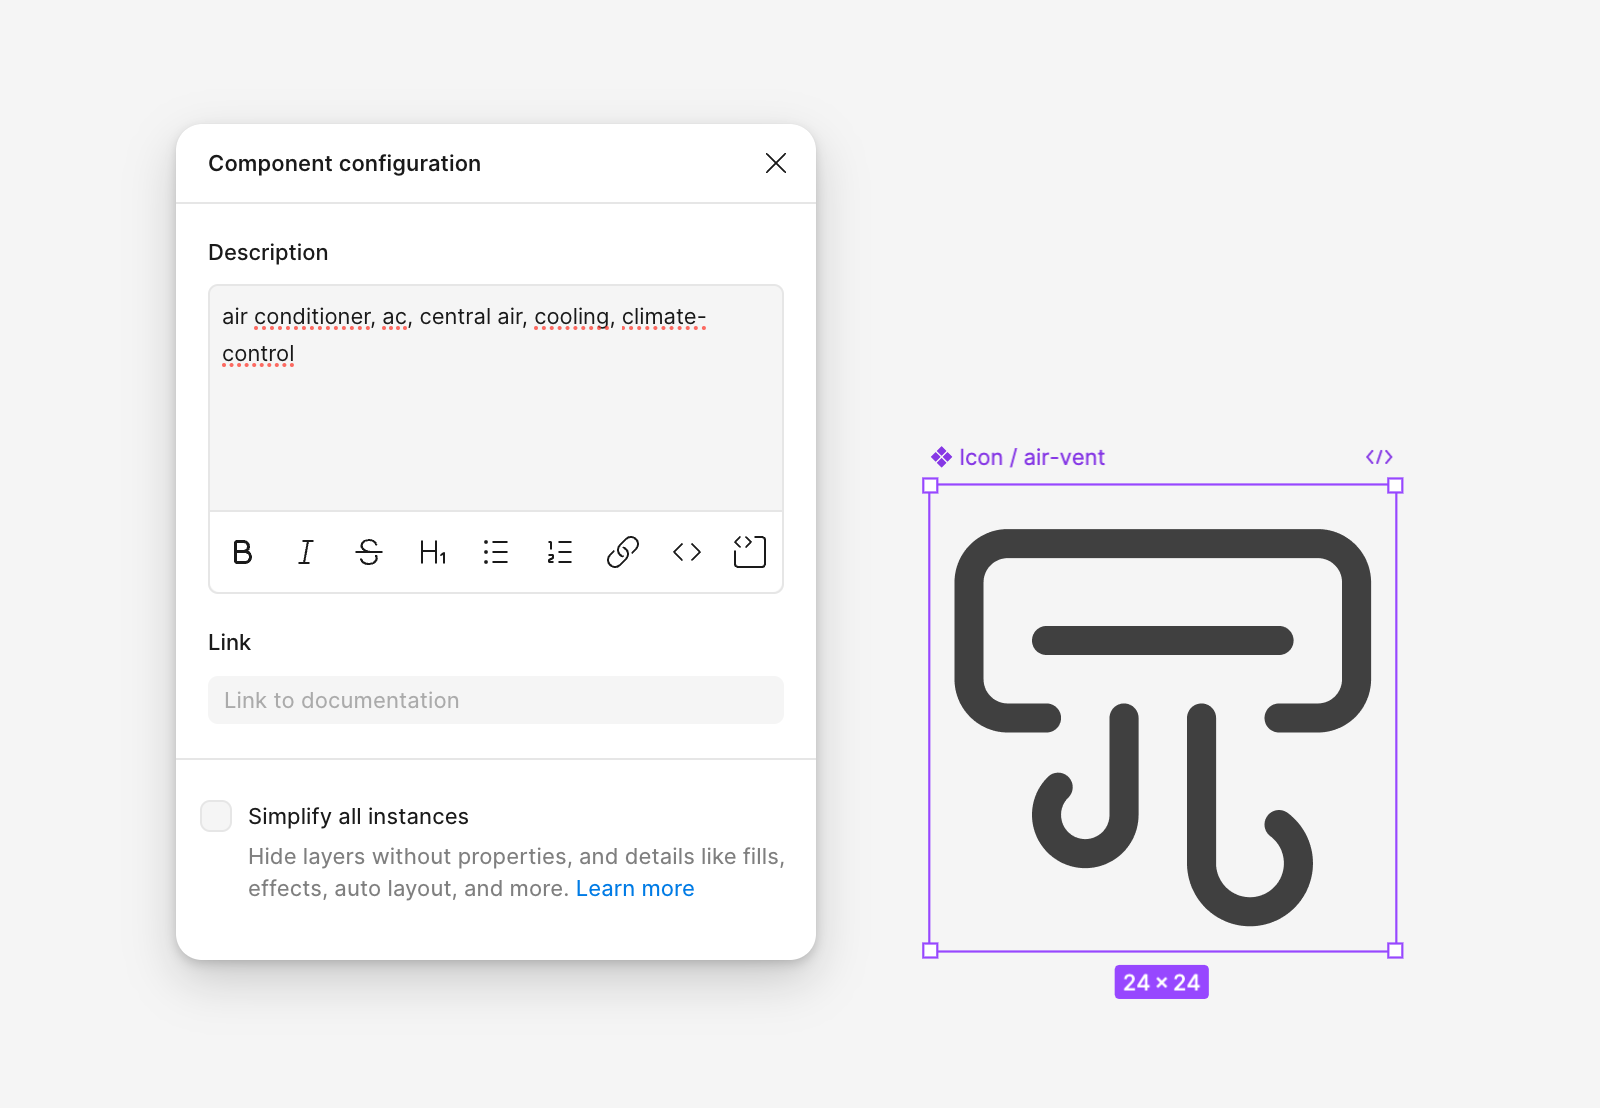 Component configuration
Description
air conditioner, ac, central air, cooling, climate-
control
B I S H1
Link
Link to documentation
Simplify all instances
Hide layers without properties, and details like fills,
effects, auto layout, and more. Learn more
Icon / air-vent
24 × 24